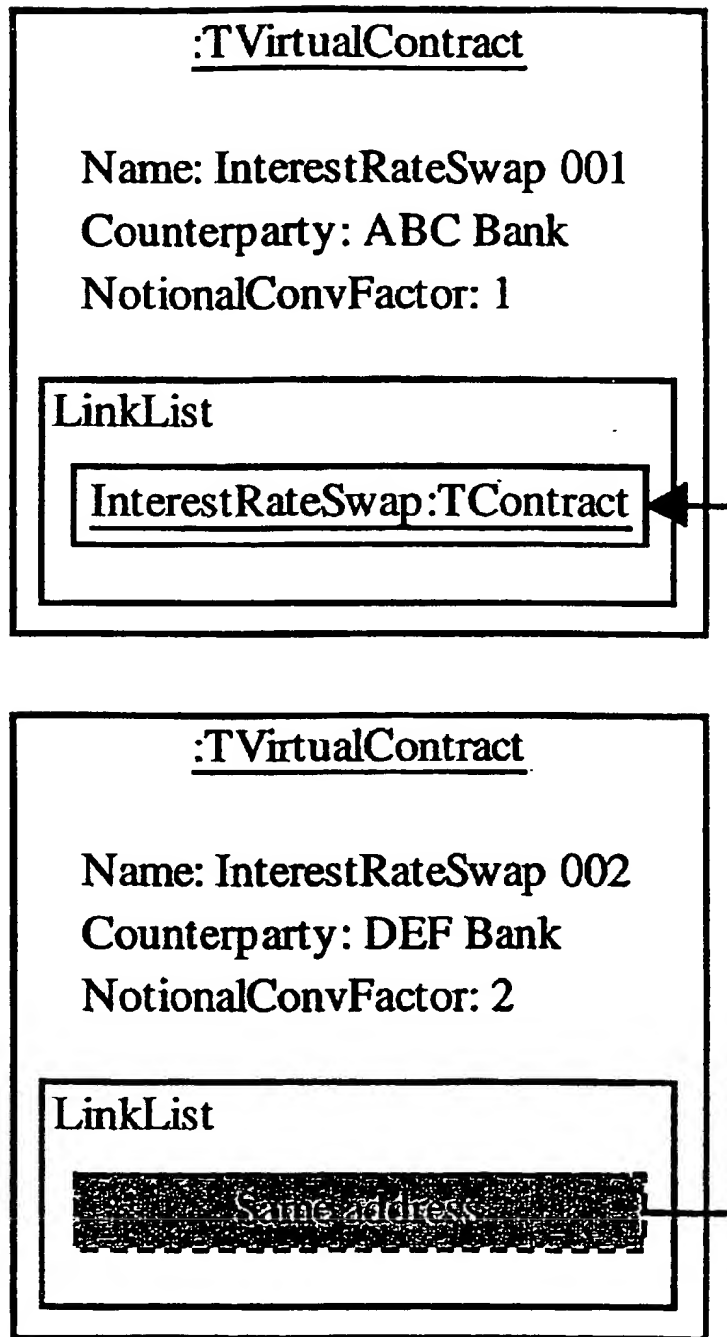 :TVirtualContract
Name: InterestRateSwap 001
Counterparty: ABC Bank
NotionalConvFactor: 1
LinkList
InterestRateSwap:TContract
:TVirtualContract
Name: InterestRateSwap 002
Counterparty: DEF Bank
NotionalConvFactor: 2
LinkList
Same address